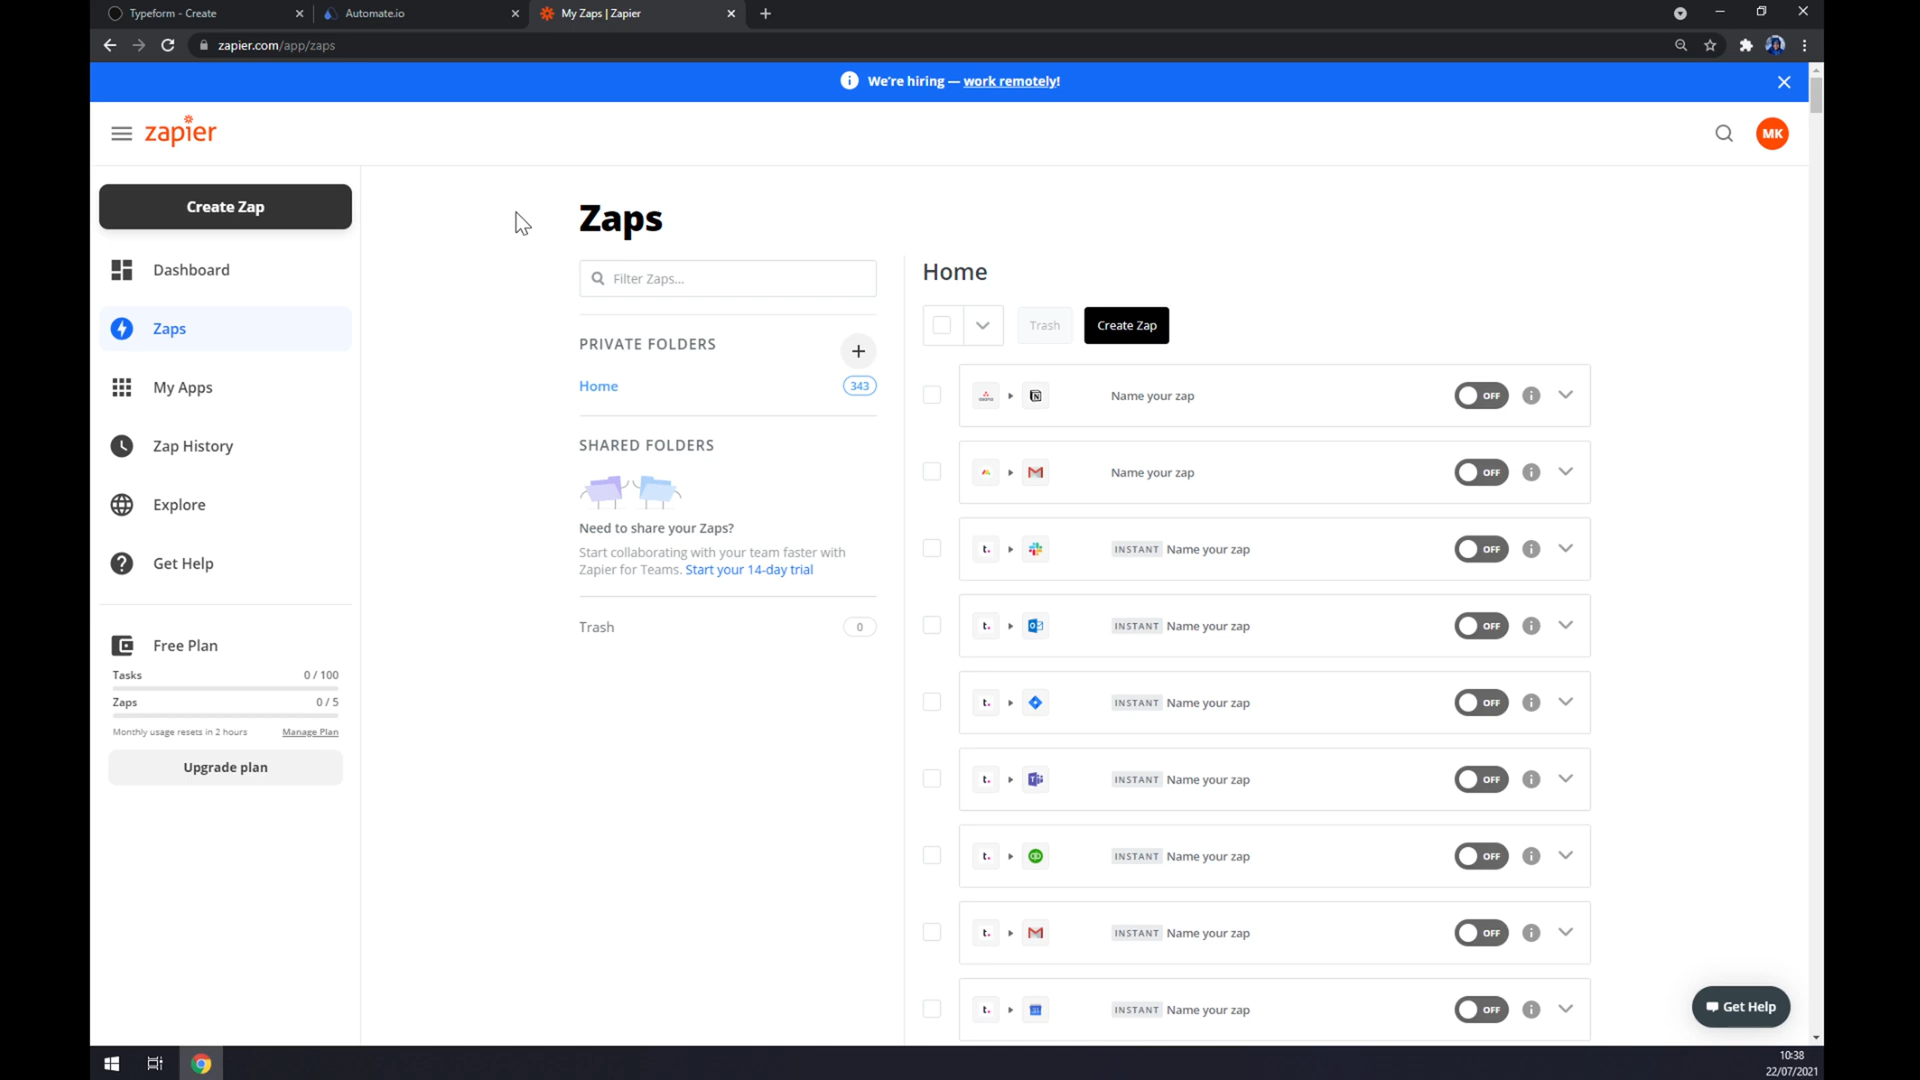 Typeform - Create
Automate.io
My Zaps | Zapier
zapier.com/app/zaps
We're hiring — work remotely!
zapier
MK
Create Zap
Dashboard
Zaps
My Apps
Zap History
Explore
Get Help
Free Plan
Tasks 0 / 100
Zaps 0 / 5
Monthly usage resets in 2 hours Manage Plan
Upgrade plan
Zaps
Filter Zaps...
PRIVATE FOLDERS
Home 343
SHARED FOLDERS
Need to share your Zaps?
Start collaborating with your team faster with
Zapier for Teams. Start your 14-day trial
Trash 0
Home
Trash Create Zap
Name your zap OFF
Name your zap OFF
t. INSTANT Name your zap OFF
t. INSTANT Name your zap OFF
t. INSTANT Name your zap OFF
t. INSTANT Name your zap OFF
t. INSTANT Name your zap OFF
t. INSTANT Name your zap OFF
t. INSTANT Name your zap OFF
Get Help
10:38
22/07/2021